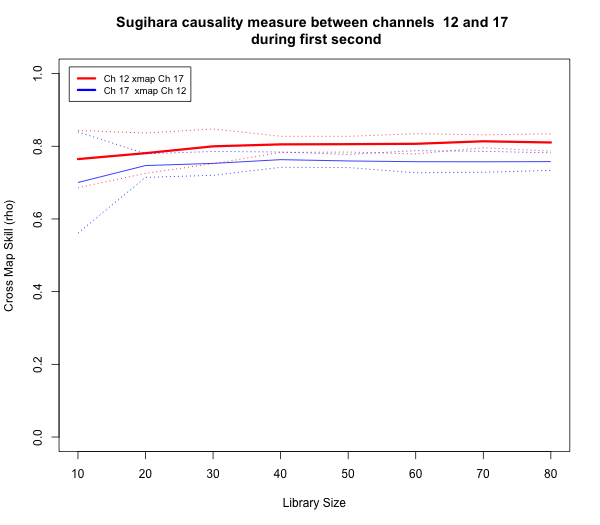 Sugihara causality measure between channels  12 and 17
during first second
Ch 12 xmap Ch 17
Ch 17  xmap Ch 12
Cross Map Skill (rho)
1.0
0.8
0.6
0.4
0.2
0.0
10 20 30 40 50 60 70 80
Library Size